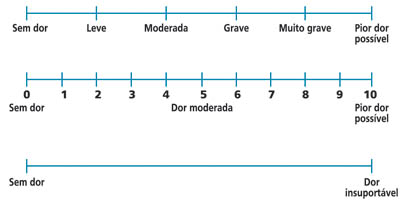 Sem dor Leve Moderada Grave Muito grave Pior dor
possível
0 1 2 3 4 5 6 7 8 9 10
Sem dor Dor moderada Pior dor
possível
Sem dor Dor
insuportável